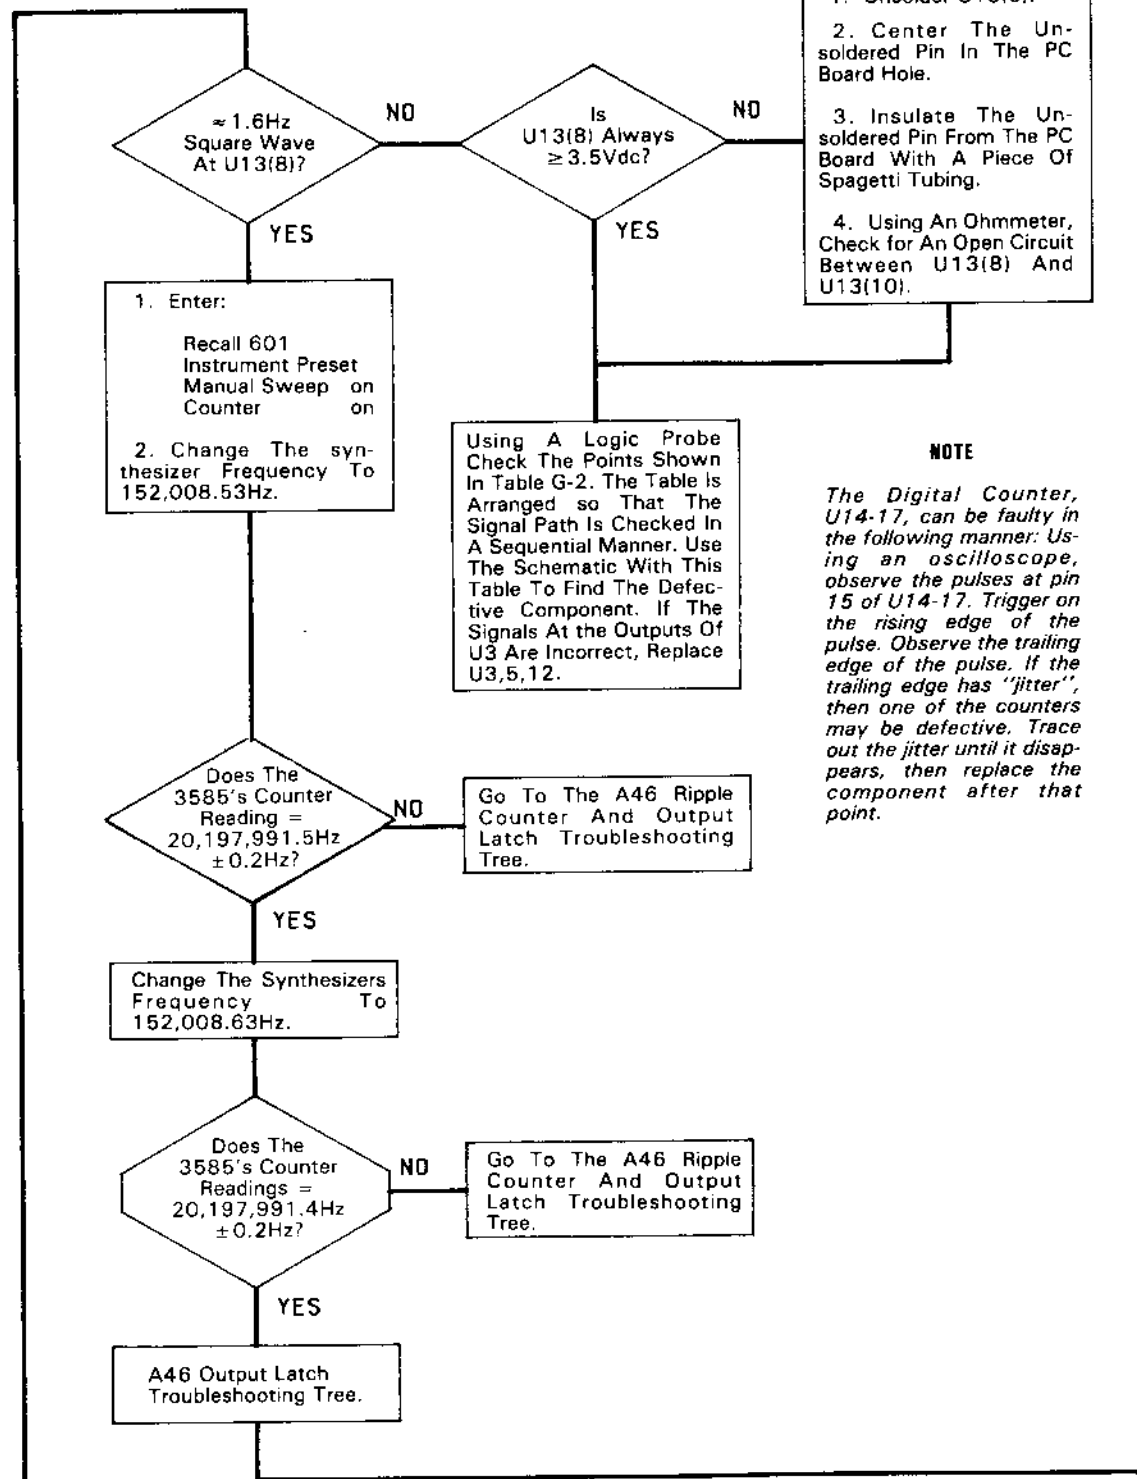 ≈ 1.6Hz
Square Wave
At U13(8)?
NO
Is
U13(8) Always
≥ 3.5Vdc?
NO
2. Center The Un-
soldered Pin In The PC
Board Hole.
3. Insulate The Un-
soldered Pin From The PC
Board With A Piece Of
Spagetti Tubing.
4. Using An Ohmmeter,
Check for An Open Circuit
Between U13(8) And
U13(10).
YES
YES
1. Enter:
Recall 601
Instrument Preset
Manual Sweep on
Counter on
2. Change The syn-
thesizer Frequency To
152,008.53Hz.
Using A Logic Probe
Check The Points Shown
In Table G-2. The Table Is
Arranged so That The
Signal Path Is Checked In
A Sequential Manner. Use
The Schematic With This
Table To Find The Defec-
tive Component. If The
Signals At the Outputs Of
U3 Are Incorrect, Replace
U3,5,12.
NOTE
The Digital Counter,
U14-17, can be faulty in
the following manner: Us-
ing an oscilloscope,
observe the pulses at pin
15 of U14-17. Trigger on
the rising edge of the
pulse. Observe the trailing
edge of the pulse. If the
trailing edge has "jitter",
then one of the counters
may be defective. Trace
out the jitter until it disap-
pears, then replace the
component after that
point.
Does The
3585's Counter
Reading =
20,197,991.5Hz
± 0.2Hz?
NO
Go To The A46 Ripple
Counter And Output
Latch Troubleshooting
Tree.
YES
Change The Synthesizers
Frequency To
152,008.63Hz.
Does The
3585's Counter
Readings =
20,197,991.4Hz
± 0.2Hz?
NO
Go To The A46 Ripple
Counter And Output
Latch Troubleshooting
Tree.
YES
A46 Output Latch
Troubleshooting Tree.